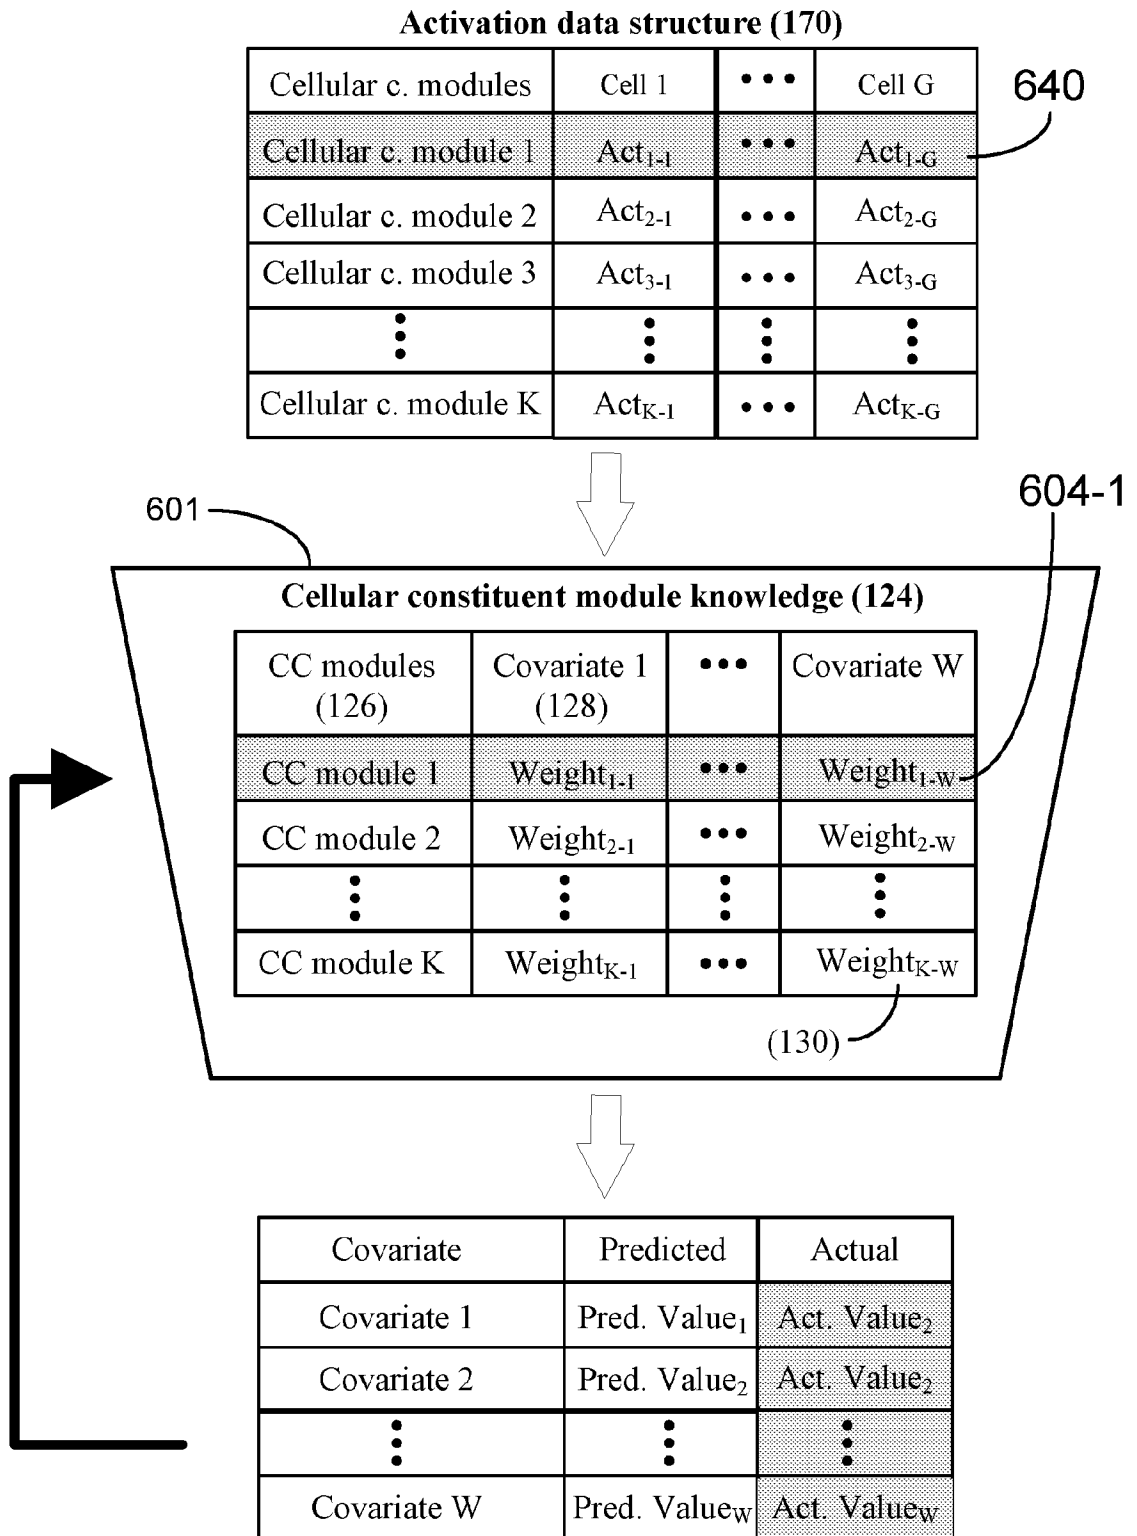 Activation data structure (170)
Cellular c. modules Cell 1 ••• Cell G
640
Cellular c. module 1 Act1-1 ••• Act1-G
Cellular c. module 2 Act2-1 ••• Act2-G
Cellular c. module 3 Act3-1 ••• Act3-G
Cellular c. module K ActK-1 ••• ActK-G
601
604-1
Cellular constituent module knowledge (124)
CC modules Covariate 1 ••• Covariate W
(126) (128)
CC module 1 Weight1-1 ••• Weight1-W
CC module 2 Weight2-1 ••• Weight2-W
CC module K WeightK-1 ••• WeightK-W
(130)
Covariate Predicted Actual
Covariate 1 Pred. Value1 Act. Value2
Covariate 2 Pred. Value2 Act. Value2
Covariate W Pred. ValueW Act. ValueW